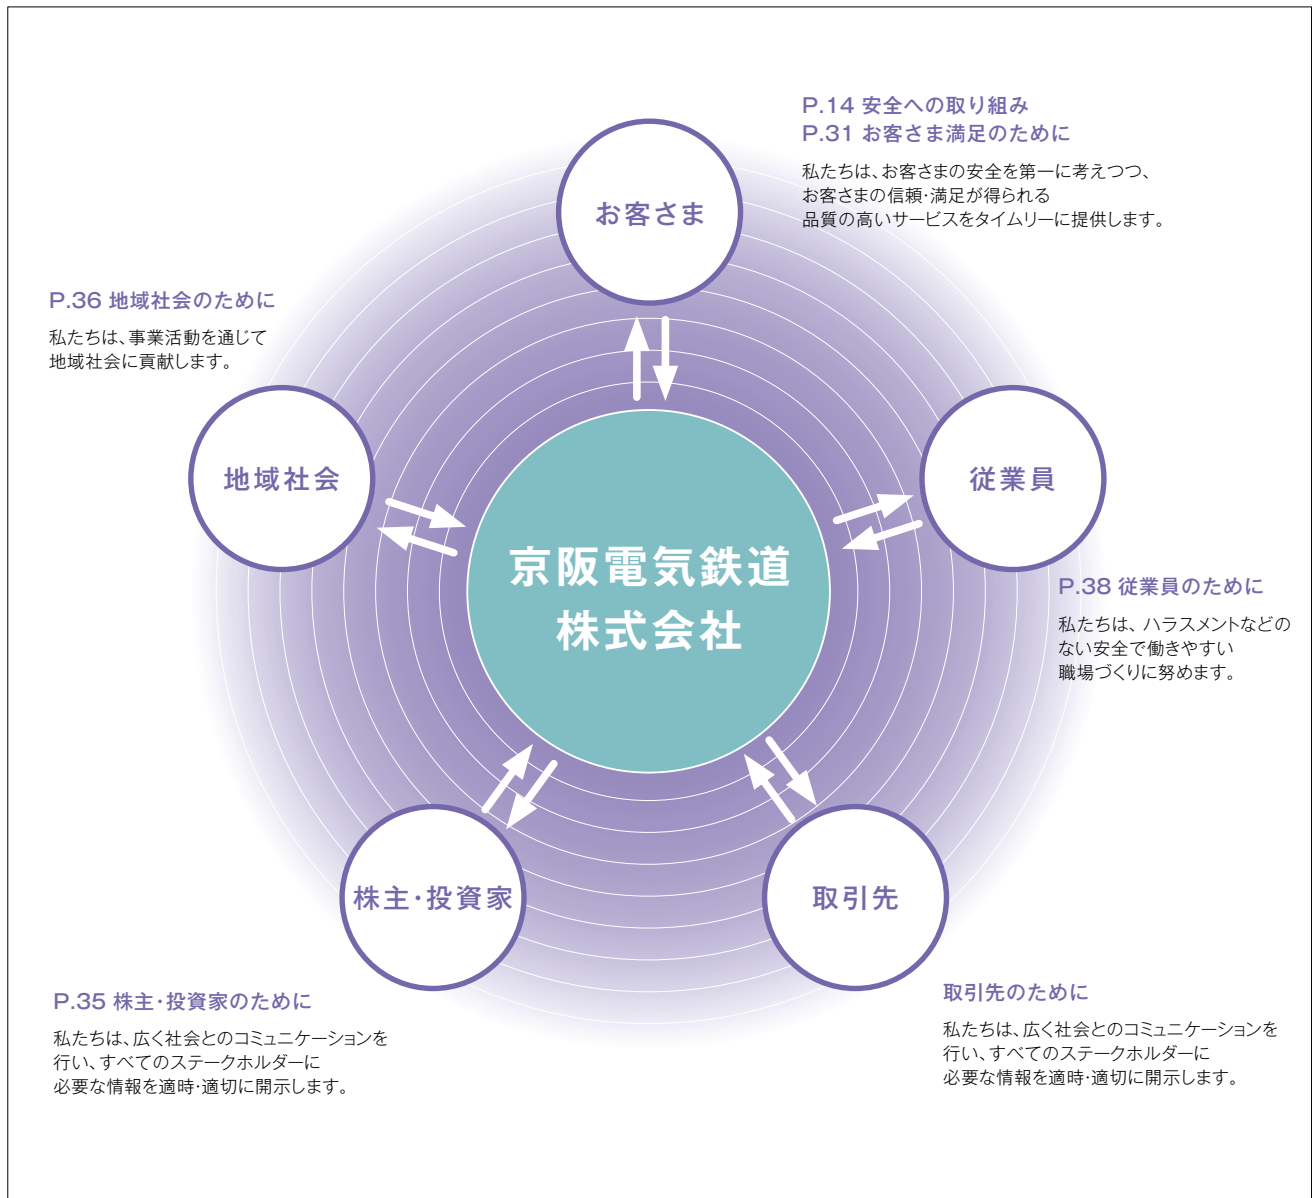 P.14 安全への取り組み
P.31 お客さま満足のために
私たちは、お客さまの安全を第一に考えつつ、
お客さまの信頼・満足が得られる
品質の高いサービスをタイムリーに提供します。
お客さま
P.36 地域社会のために
私たちは、事業活動を通じて
地域社会に貢献します。
地域社会
従業員
京阪電気鉄道
株式会社
P.38 従業員のために
私たちは、ハラスメントなどの
ない安全で働きやすい
職場づくりに努めます。
株主・投資家
取引先
P.35 株主・投資家のために
私たちは、広く社会とのコミュニケーションを
行い、すべてのステークホルダーに
必要な情報を適時・適切に開示します。
取引先のために
私たちは、広く社会とのコミュニケーションを
行い、すべてのステークホルダーに
必要な情報を適時・適切に開示します。